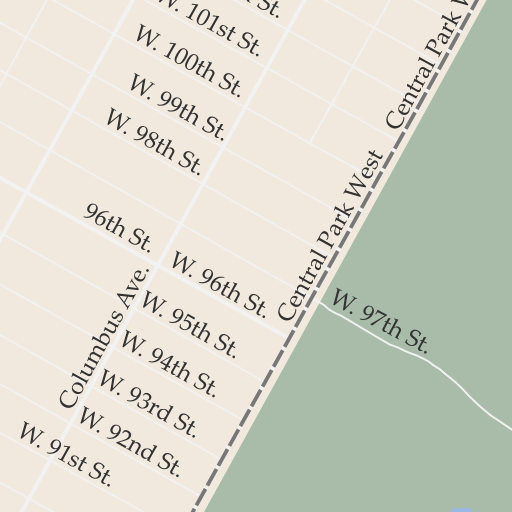 W. 101st St.
W. 100th St.
W. 99th St.
W. 98th St.
Central Park
Central Park West
96th St.
W. 96th St.
W. 97th St.
Columbus Ave.
W. 95th St.
W. 94th St.
W. 93rd St.
W. 92nd St.
W. 91st St.